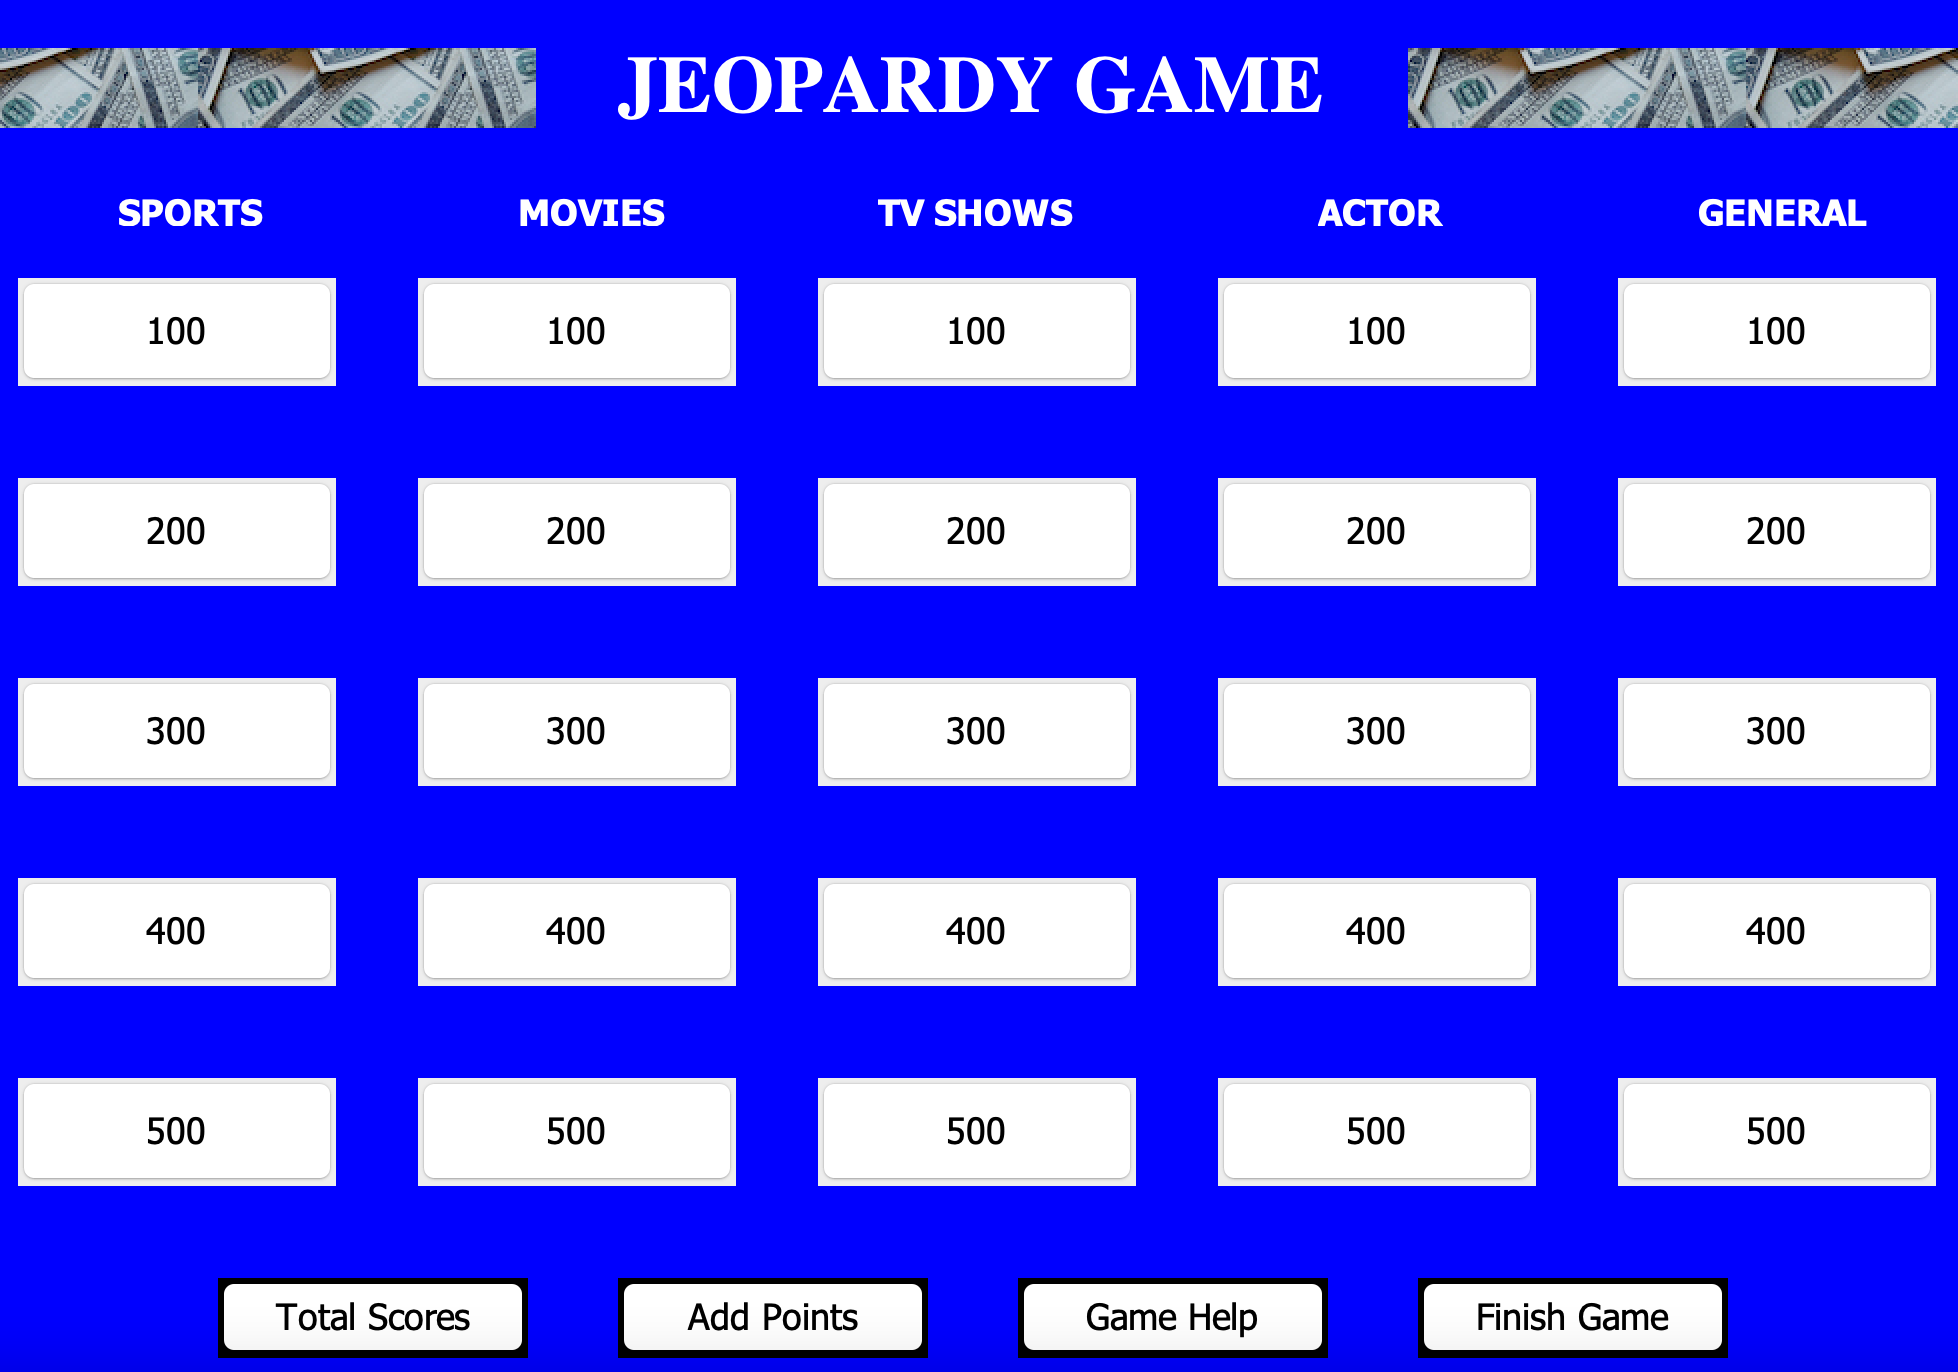 JEOPARDY GAME
SPORTS MOVIES TV SHOWS ACTOR GENERAL
100 100 100 100 100
200 200 200 200 200
300 300 300 300 300
400 400 400 400 400
500 500 500 500 500
Total Scores Add Points Game Help Finish Game